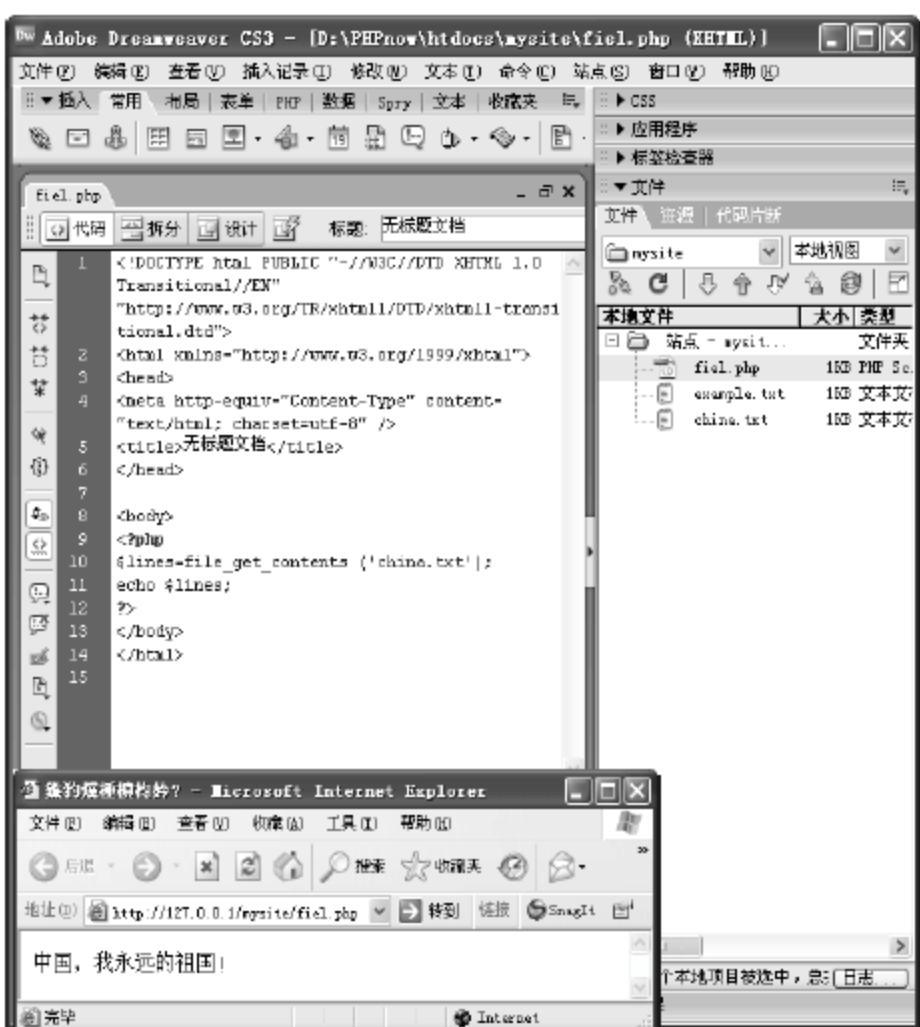 Adobe Dreamweaver CS3 - [D:\PHPnow\htdocs\mysite\fiel.php (XHTML)]
文件(F) 编辑(E) 查看(V) 插入记录(I) 修改(M) 文本(T) 命令(C) 站点(S) 窗口(W) 帮助(H)
插入 常用 布局 表单 PHP 数据 Spry 文本 收藏夹
CSS
应用程序
标签检查器
文件
文件 资源 代码片断
mysite 本地视图
本地文件 大小 类型
站点 - mysit... 文件夹
fiel.php 1KB PHP Sc
example.txt 1KB 文本文
china.txt 1KB 文本文
fiel.php
代码 拆分 设计 标题: 无标题文档
1 <!DOCTYPE html PUBLIC "-//W3C//DTD XHTML 1.0
Transitional//EN"
"http://www.w3.org/TR/xhtml1/DTD/xhtml1-transi
tional.dtd">
2 <html xmlns="http://www.w3.org/1999/xhtml">
3 <head>
4 <meta http-equiv="Content-Type" content=
"text/html; charset=utf-8" />
5 <title>无标题文档</title>
6 </head>
7
8 <body>
9 <?php
10 $lines=file_get_contents ('china.txt');
11 echo $lines;
12 ?>
13 </body>
14 </html>
15
- Microsoft Internet Explorer
文件(F) 编辑(E) 查看(V) 收藏(A) 工具(T) 帮助(H)
后退 搜索 收藏夹
地址(D) http://127.0.0.1/mysite/fiel.php 转到 链接 SnagIt
中国，我永远的祖国!
完毕 Internet
个本地项目被选中，总 日志...